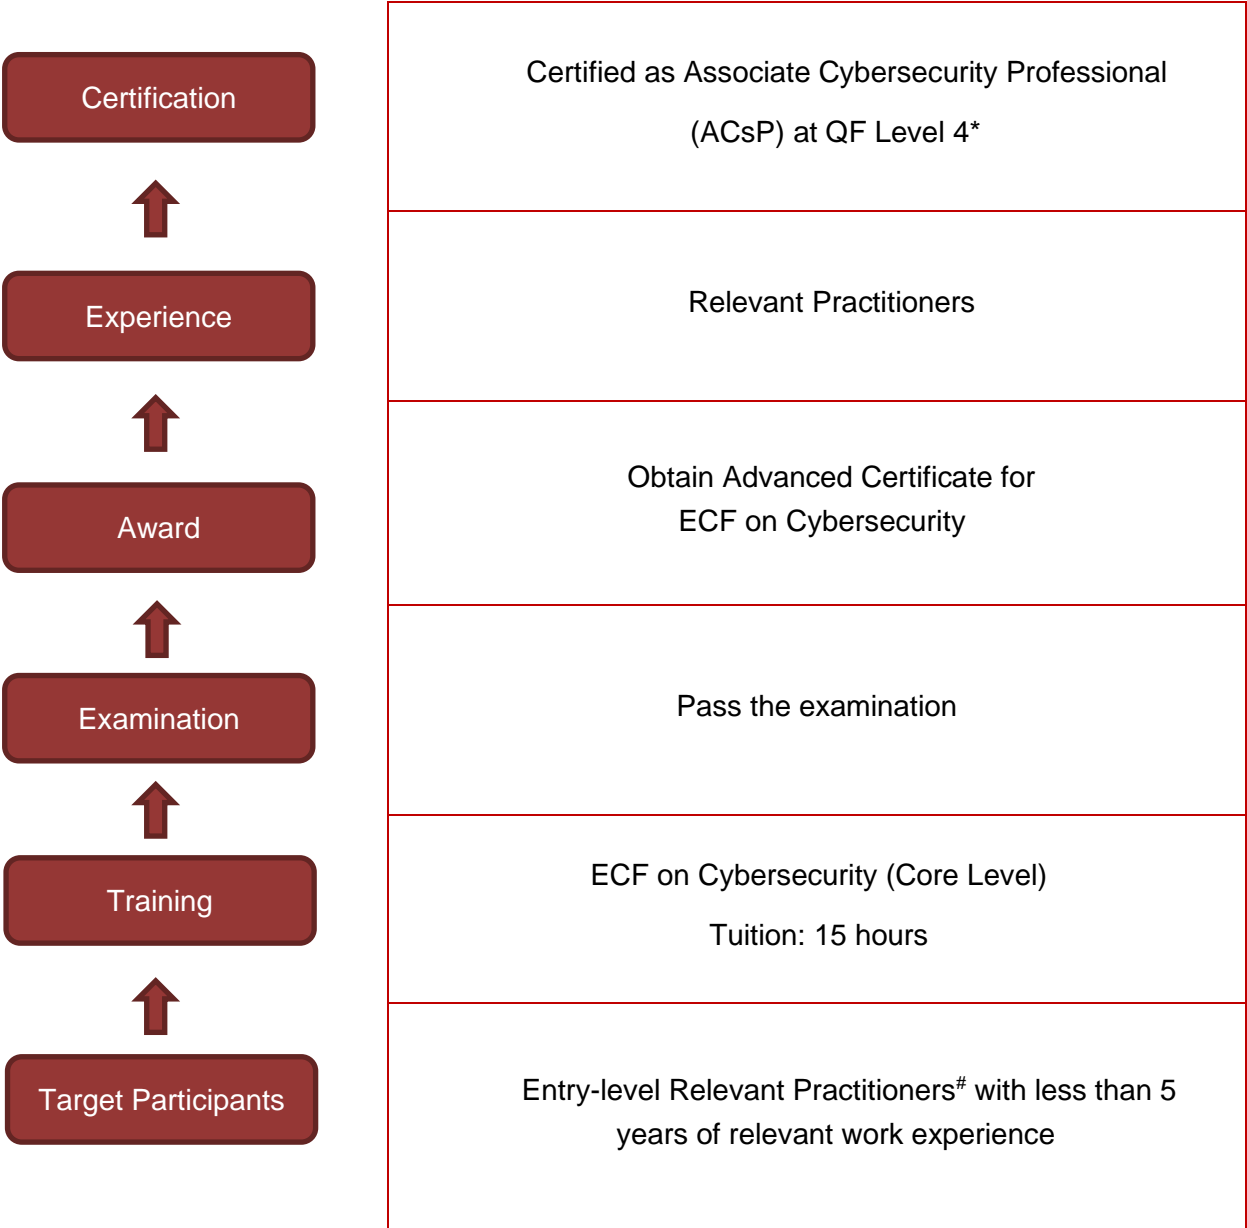 Certification
Certified as Associate Cybersecurity Professional
(ACsP) at QF Level 4*
Experience
Relevant Practitioners
Award
Obtain Advanced Certificate for
ECF on Cybersecurity
Examination
Pass the examination
Training
ECF on Cybersecurity (Core Level)
Tuition: 15 hours
Target Participants
Entry-level Relevant Practitioners# with less than 5
years of relevant work experience